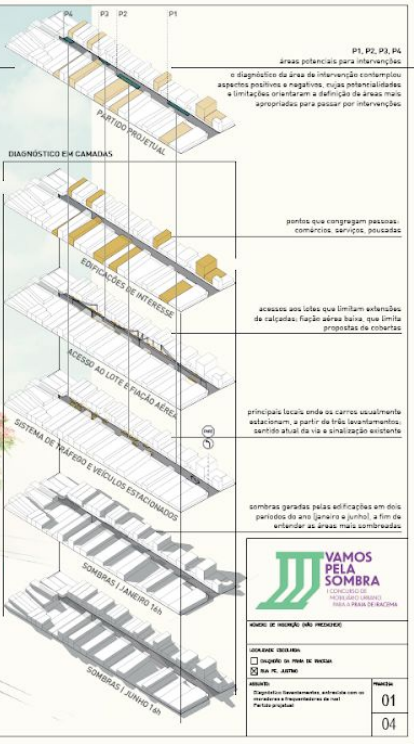 P4 P3 P2 P1
P1, P2, P3, P4
áreas potenciais para intervenções
o diagnóstico da área de intervenção contemplou
aspectos positivos e negativos, cujas potencialidades
e limitações orientaram a definição de áreas mais
apropriadas para passar por intervenções
PARTIDO PROJETUAL
DIAGNÓSTICO EM CAMADAS
pontos que congregam pessoas:
comércios, serviços, pousadas
EDIFICAÇÕES DE INTERESSE
acessos aos lotes que limitam extensões
de calçadas; fiação aérea baixa, que limita
propostas de cobertas
ACESSO AO LOTE E FIAÇÃO AÉREA
principais locais onde os carros usualmente
estacionam, a partir de três levantamentos;
sentido atual da via e sinalização existente
SISTEMA DE TRÁFEGO E VEÍCULOS ESTACIONADOS
sombras geradas pelas edificações em dois
períodos do ano (janeiro e junho), a fim de
entender as áreas mais sombreadas
SOMBRAS | JANEIRO 16h
SOMBRAS | JUNHO 16h
VAMOS
PELA
SOMBRA
I CONCURSO DE
MOBILIÁRIO URBANO
PARA A PRAIA DE IRACEMA
NÚMERO DE INSCRIÇÃO (NÃO PREENCHER)
LOCALIDADE ESCOLHIDA:
CALÇADÃO DA PRAIA DE IRACEMA
RUA PE. JUSTINO
ASSUNTO:
Diagnóstico (levantamentos, entrevista com os
moradores e frequentadores da rua)
Partido projetual
PRANCHA:
01
04